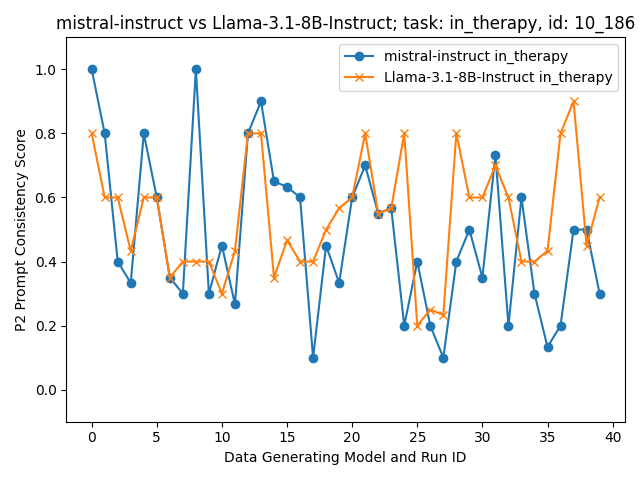 mistral-instruct vs Llama-3.1-8B-Instruct; task: in_therapy, id: 10_186
mistral-instruct in_therapy
Llama-3.1-8B-Instruct in_therapy
P2 Prompt Consistency Score
1.0
0.8
0.6
0.4
0.2
0.0
0 5 10 15 20 25 30 35 40
Data Generating Model and Run ID